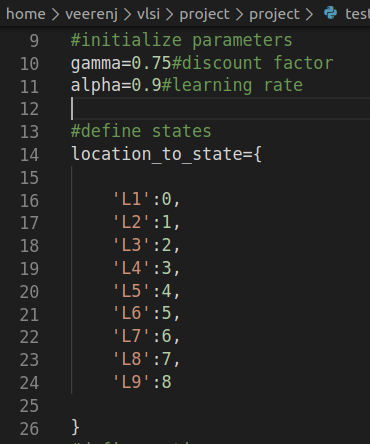 home > veerenj > vlsi > project > project > test
9 #initialize parameters
10 gamma=0.75#discount factor
11 alpha=0.9#learning rate
12
13 #define states
14 location_to_state={
15
16 'L1':0,
17 'L2':1,
18 'L3':2,
19 'L4':3,
20 'L5':4,
21 'L6':5,
22 'L7':6,
23 'L8':7,
24 'L9':8
25
26 }